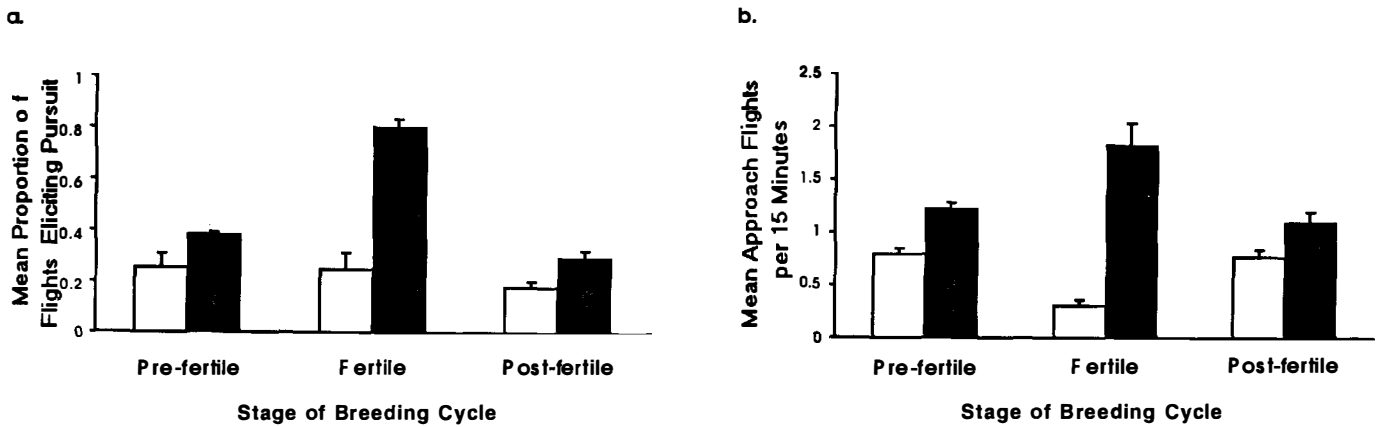 a.
Mean Proportion of
Flights Eliciting Pursuit
1
0.8
0.6
0.4
0.2
0
Pre-fertile Fertile Post-fertile
Stage of Breeding Cycle
b.
Mean Approach Flights
per 15 Minutes
2.5
2
1.5
1
0.5
0
Pre-fertile Fertile Post-fertile
Stage of Breeding Cycle